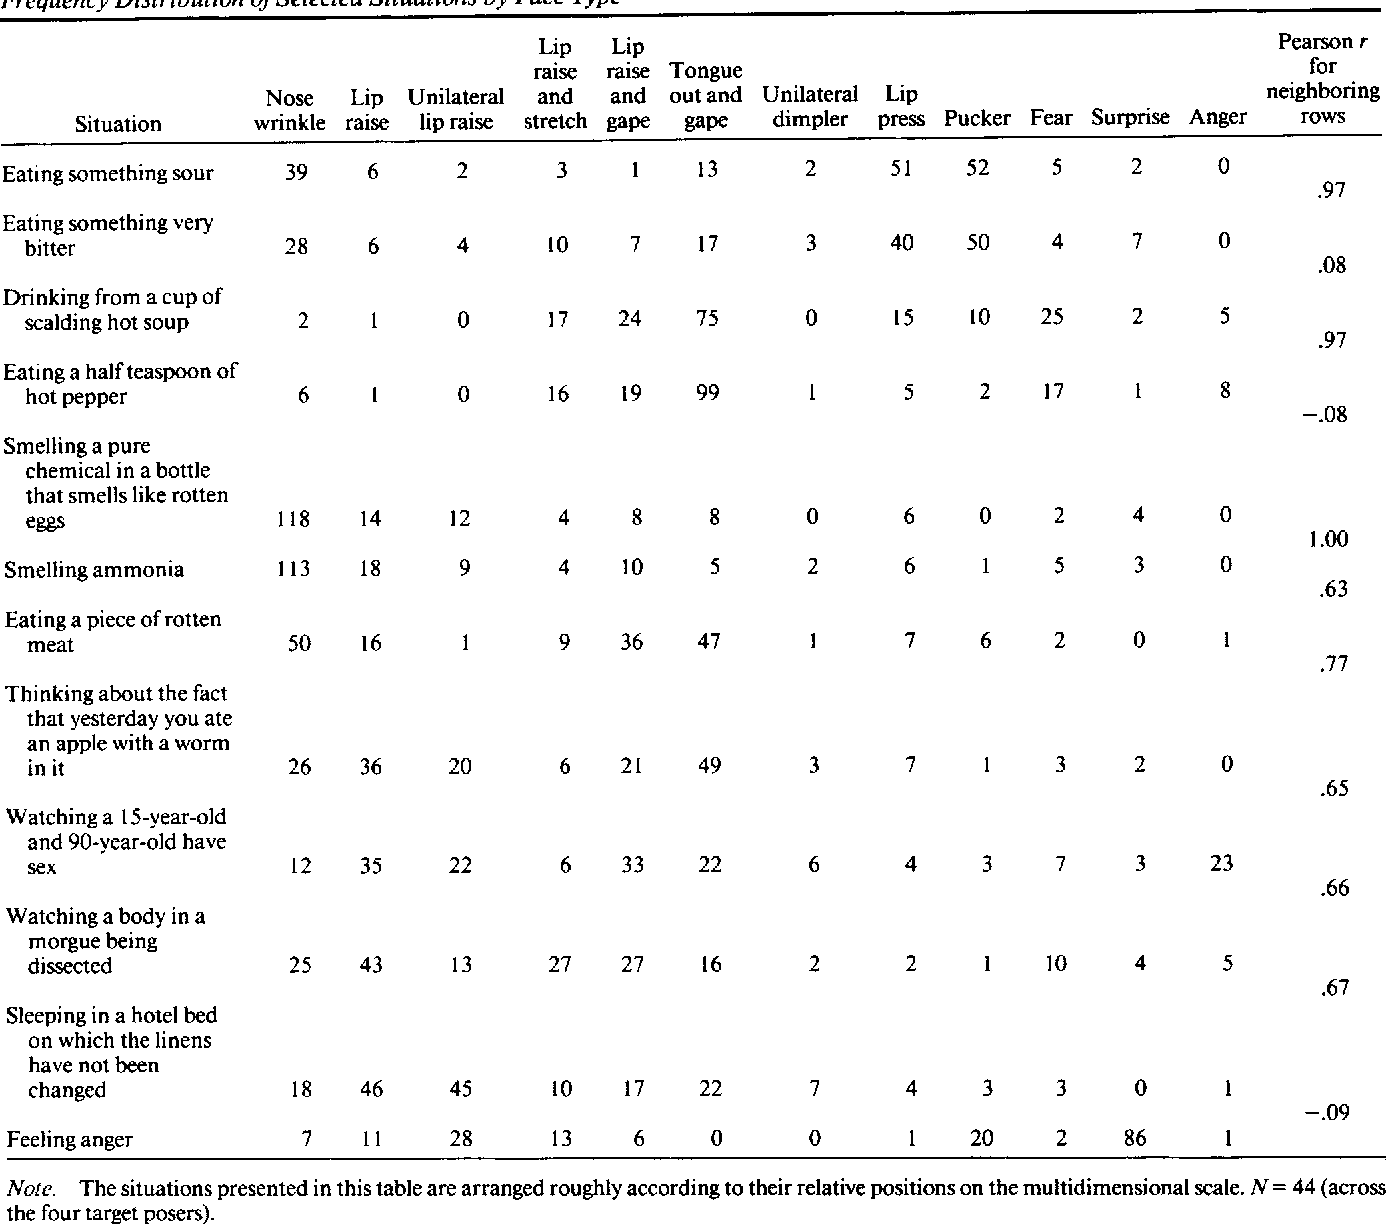 Frequency Distribution of Selected Situations by Face Type
Situation Nose wrinkle Lip raise Unilateral lip raise Lip raise and stretch Lip raise and gape Tongue out and gape Unilateral dimpler Lip press Pucker Fear Surprise Anger Pearson r for neighboring rows
Eating something sour 39 6 2 3 1 13 2 51 52 5 2 0
.97
Eating something very
bitter 28 6 4 10 7 17 3 40 50 4 7 0
.08
Drinking from a cup of
scalding hot soup 2 1 0 17 24 75 0 15 10 25 2 5
.97
Eating a half teaspoon of
hot pepper 6 1 0 16 19 99 1 5 2 17 1 8
−.08
Smelling a pure
chemical in a bottle
that smells like rotten
eggs 118 14 12 4 8 8 0 6 0 2 4 0
1.00
Smelling ammonia 113 18 9 4 10 5 2 6 1 5 3 0
.63
Eating a piece of rotten
meat 50 16 1 9 36 47 1 7 6 2 0 1
.77
Thinking about the fact
that yesterday you ate
an apple with a worm
in it 26 36 20 6 21 49 3 7 1 3 2 0
.65
Watching a 15-year-old
and 90-year-old have
sex 12 35 22 6 33 22 6 4 3 7 3 23
.66
Watching a body in a
morgue being
dissected 25 43 13 27 27 16 2 2 1 10 4 5
.67
Sleeping in a hotel bed
on which the linens
have not been
changed 18 46 45 10 17 22 7 4 3 3 0 1
−.09
Feeling anger 7 11 28 13 6 0 0 1 20 2 86 1
Note. The situations presented in this table are arranged roughly according to their relative positions on the multidimensional scale. N = 44 (across
the four target posers).